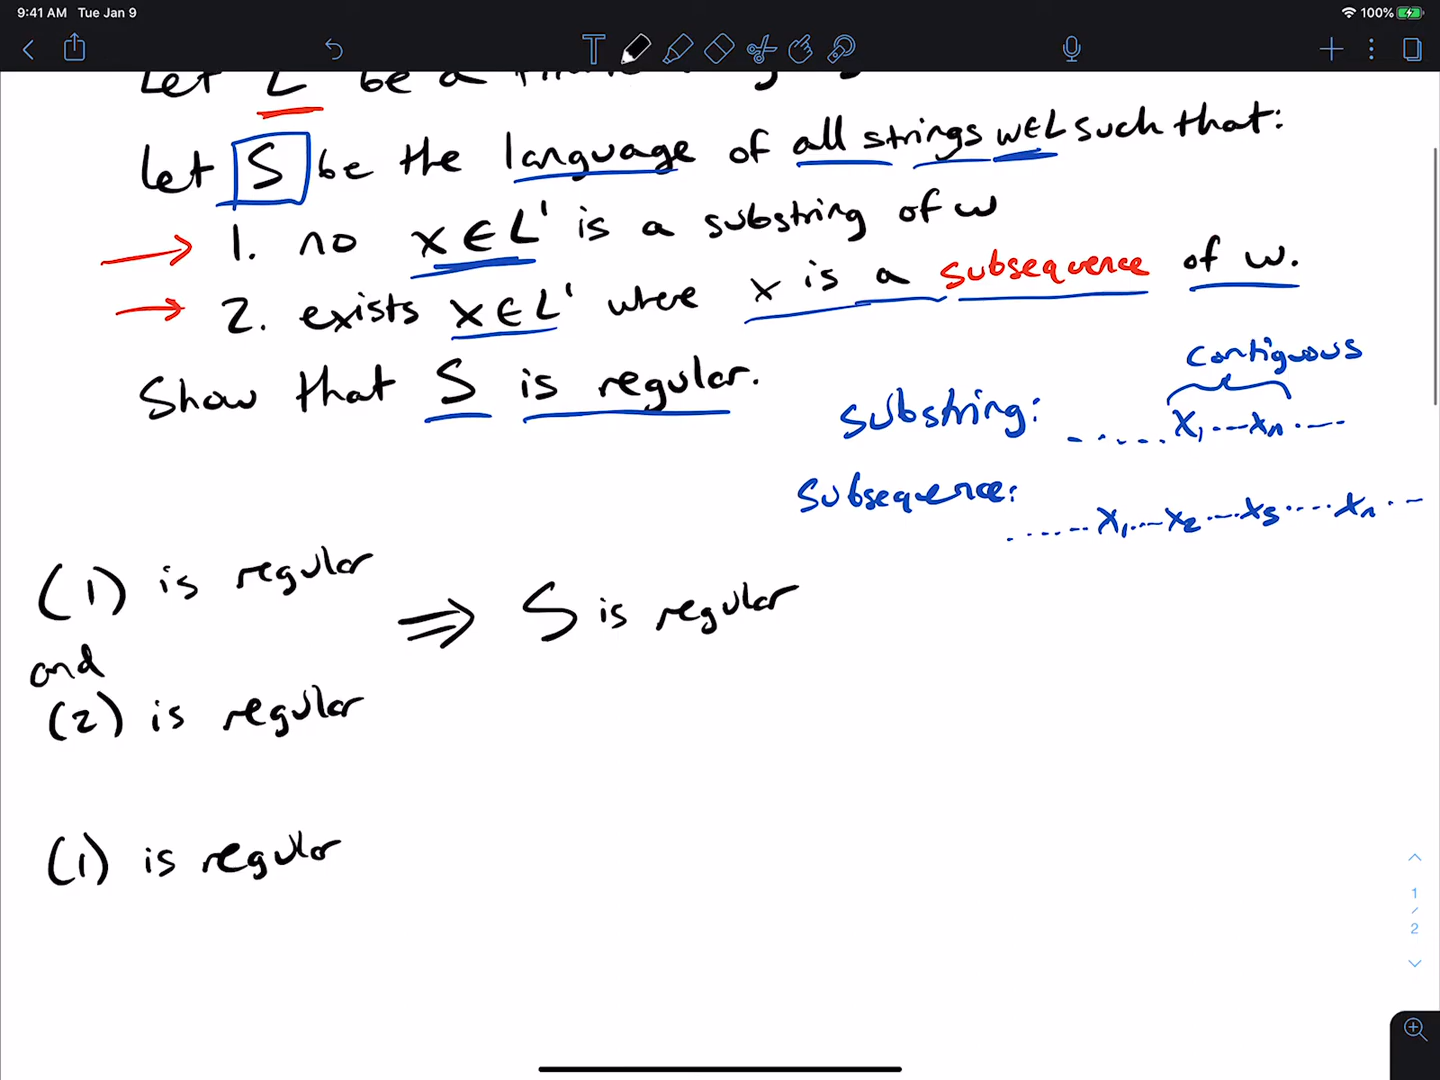 9:41 AM Tue Jan 9
100%
Let L be a
Let S be the language of all strings w∈L such that:
1. no x∈L' is a substring of w
2. exists x∈L' where x is a subsequence of w.
Show that S is regular.
contiguous
Substring: ...... x₁ ... xₙ ......
Subsequence: ...... x₁ ... x₂ ... x₃ .... xₙ ...
(1) is regular
and
(2) is regular
⇒ S is regular
(1) is regular
1
/
2